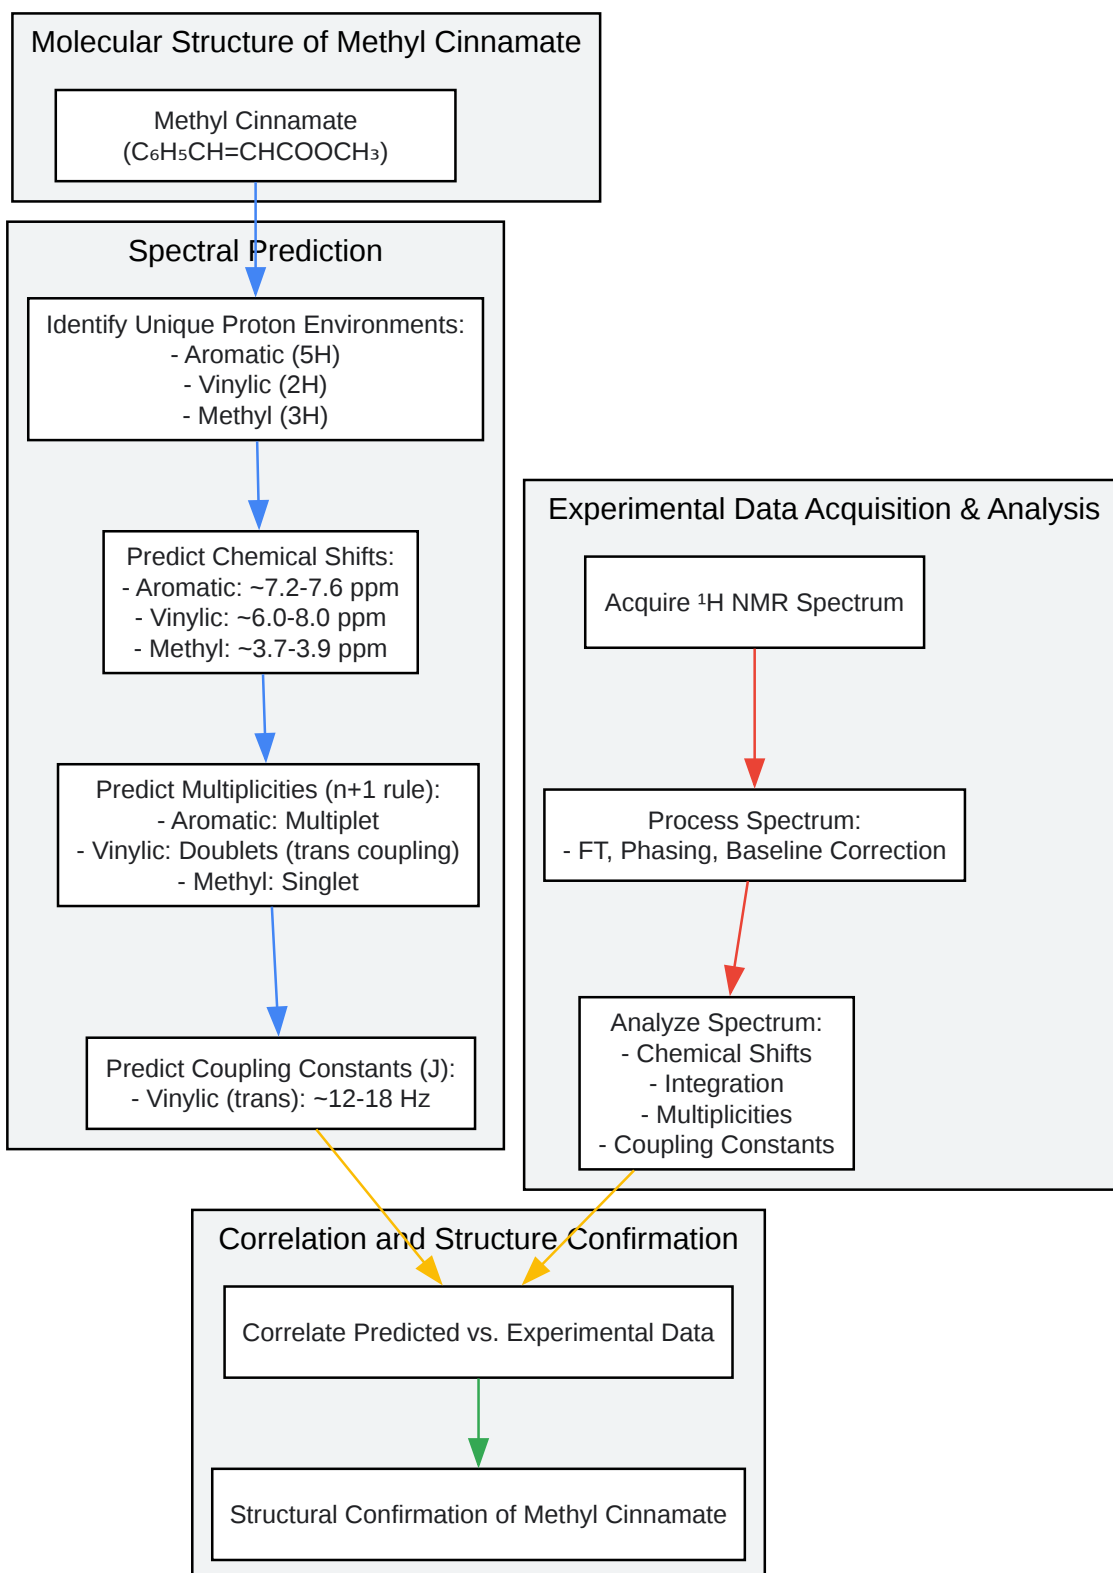 Molecular Structure of Methyl Cinnamate
Methyl Cinnamate
(C₆H₅CH=CHCOOCH₃)
Spectral Prediction
Identify Unique Proton Environments:
- Aromatic (5H)
- Vinylic (2H)
- Methyl (3H)
Predict Chemical Shifts:
- Aromatic: ~7.2-7.6 ppm
- Vinylic: ~6.0-8.0 ppm
- Methyl: ~3.7-3.9 ppm
Predict Multiplicities (n+1 rule):
- Aromatic: Multiplet
- Vinylic: Doublets (trans coupling)
- Methyl: Singlet
Predict Coupling Constants (J):
- Vinylic (trans): ~12-18 Hz
Experimental Data Acquisition & Analysis
Acquire ¹H NMR Spectrum
Process Spectrum:
- FT, Phasing, Baseline Correction
Analyze Spectrum:
- Chemical Shifts
- Integration
- Multiplicities
- Coupling Constants
Correlation and Structure Confirmation
Correlate Predicted vs. Experimental Data
Structural Confirmation of Methyl Cinnamate